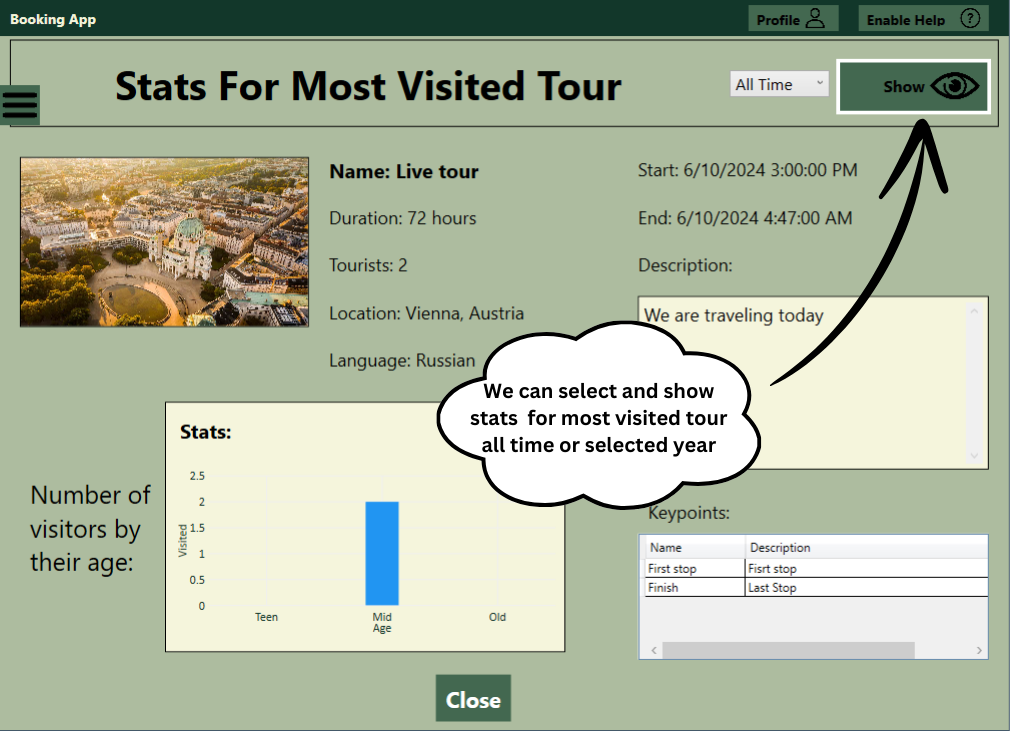 Booking App
Profile
Enable Help
Stats For Most Visited Tour
All Time
Show
Name: Live tour
Duration: 72 hours
Tourists: 2
Location: Vienna, Austria
Language: Russian
Start: 6/10/2024 3:00:00 PM
End: 6/10/2024 4:47:00 AM
Description:
We are traveling today
We can select and show
stats for most visited tour
all time or selected year
Number of
visitors by
their age:
Stats:
Visited
2.5
2
1.5
1
0.5
0
Teen
Mid
Age
Old
Keypoints:
Name Description
First stop Fisrt stop
Finish Last Stop
Close